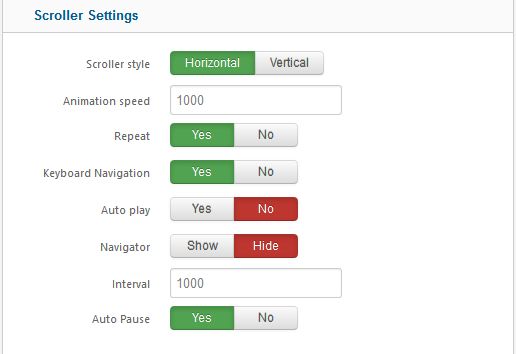 Scroller Settings
Scroller style Horizontal Vertical
Animation speed 1000
Repeat Yes No
Keyboard Navigation Yes No
Auto play Yes No
Navigator Show Hide
Interval 1000
Auto Pause Yes No